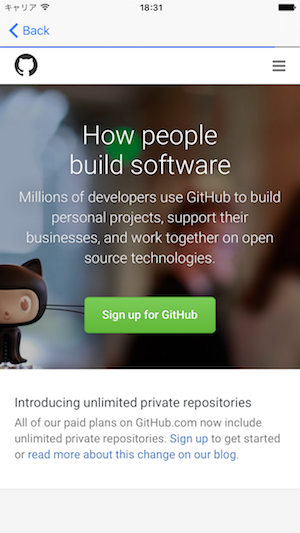 キャリア 18:31
Back
How people
build software
Millions of developers use GitHub to build
personal projects, support their
businesses, and work together on open
source technologies.
Sign up for GitHub
Introducing unlimited private repositories
All of our paid plans on GitHub.com now include
unlimited private repositories. Sign up to get started
or read more about this change on our blog.